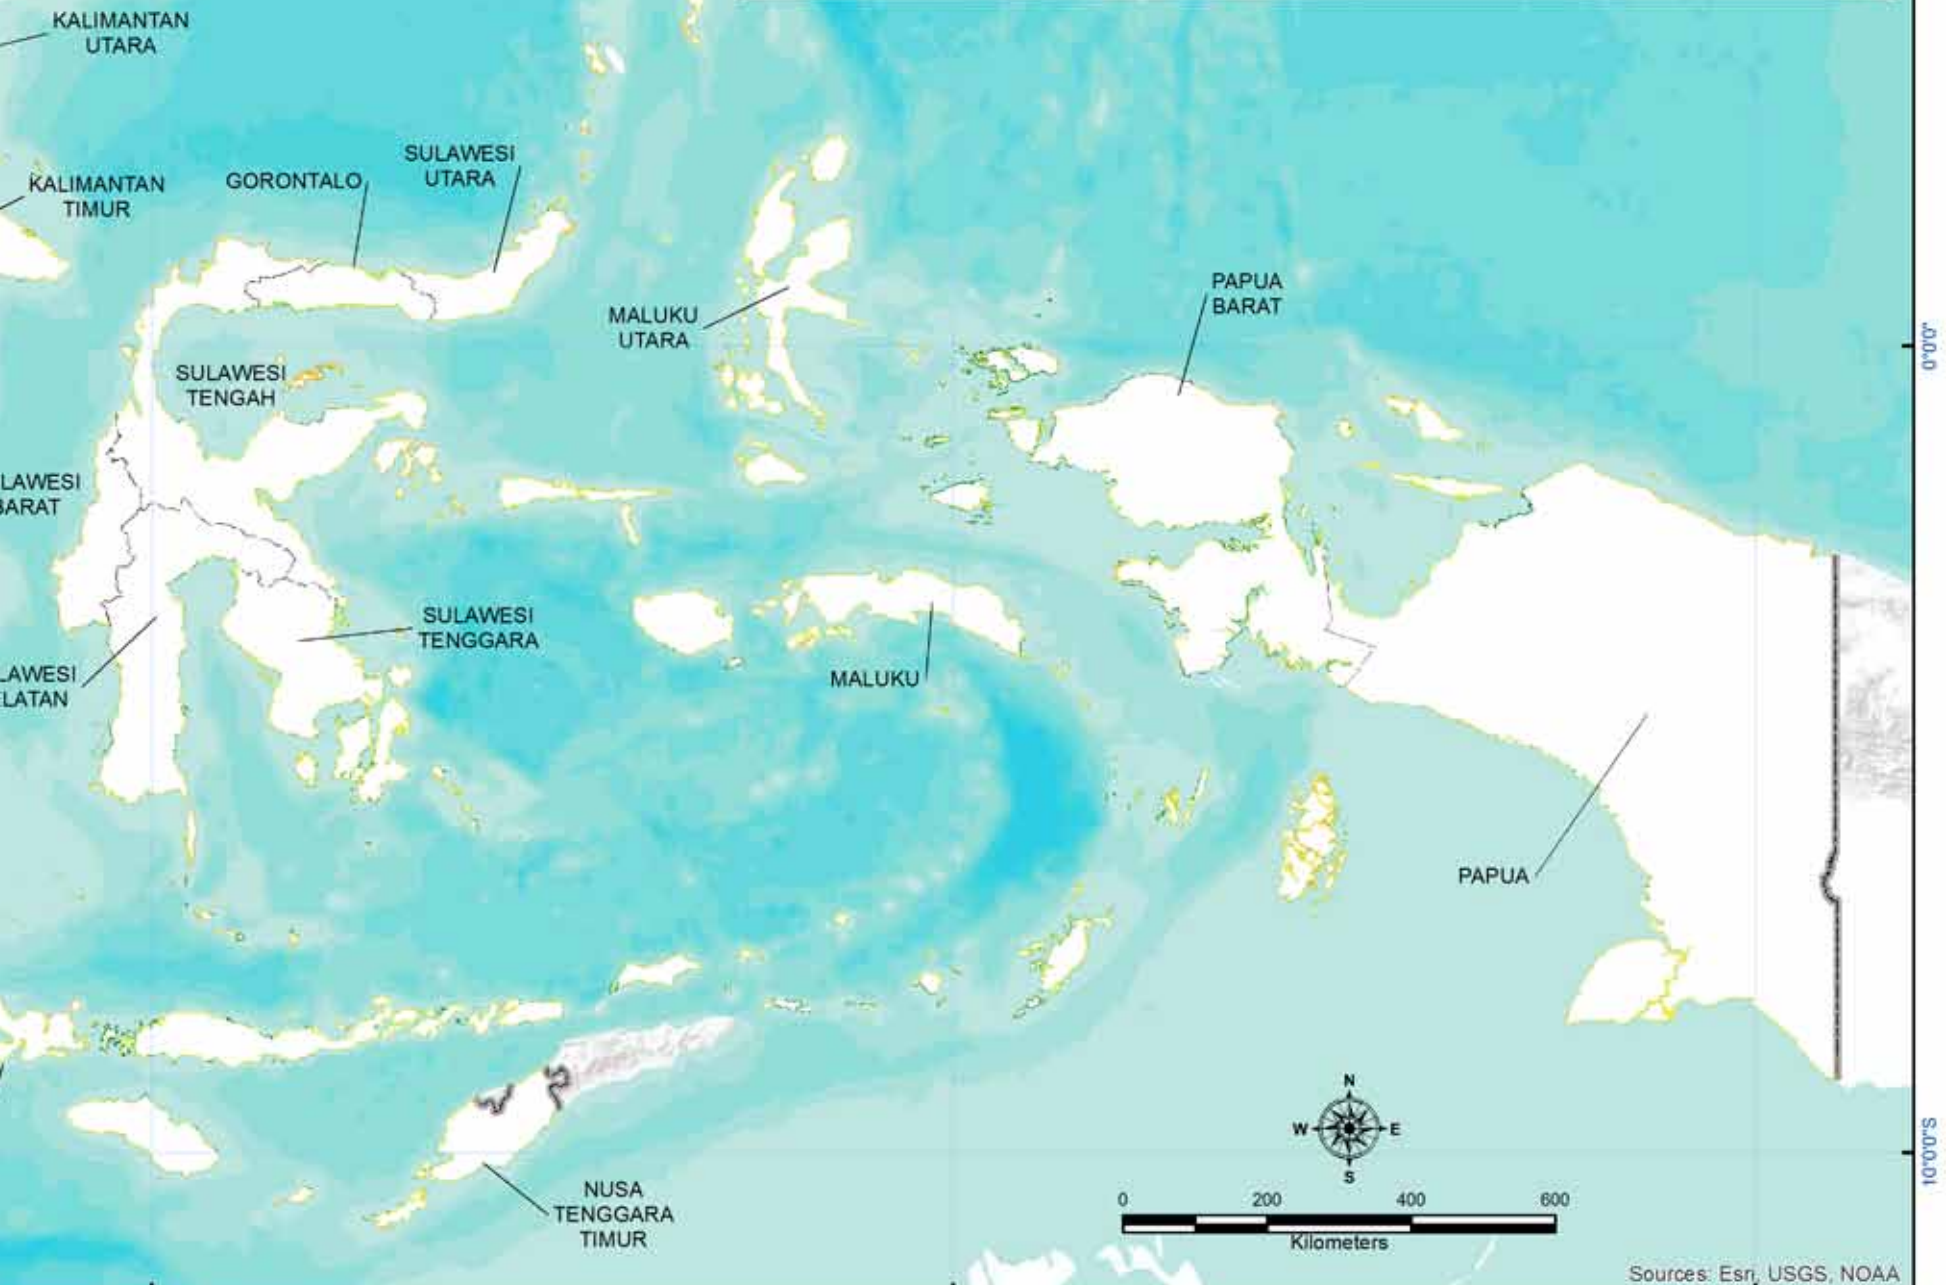 KALIMANTAN
UTARA
KALIMANTAN
TIMUR
GORONTALO
SULAWESI
UTARA
SULAWESI
TENGAH
LAWESI
BARAT
LAWESI
LATAN
SULAWESI
TENGGARA
MALUKU
UTARA
MALUKU
PAPUA
BARAT
PAPUA
NUSA
TENGGARA
TIMUR
0°0'0"
10°0'0"S
N
W
E
S
0 200 400 600
Kilometers
Sources: Esri, USGS, NOAA